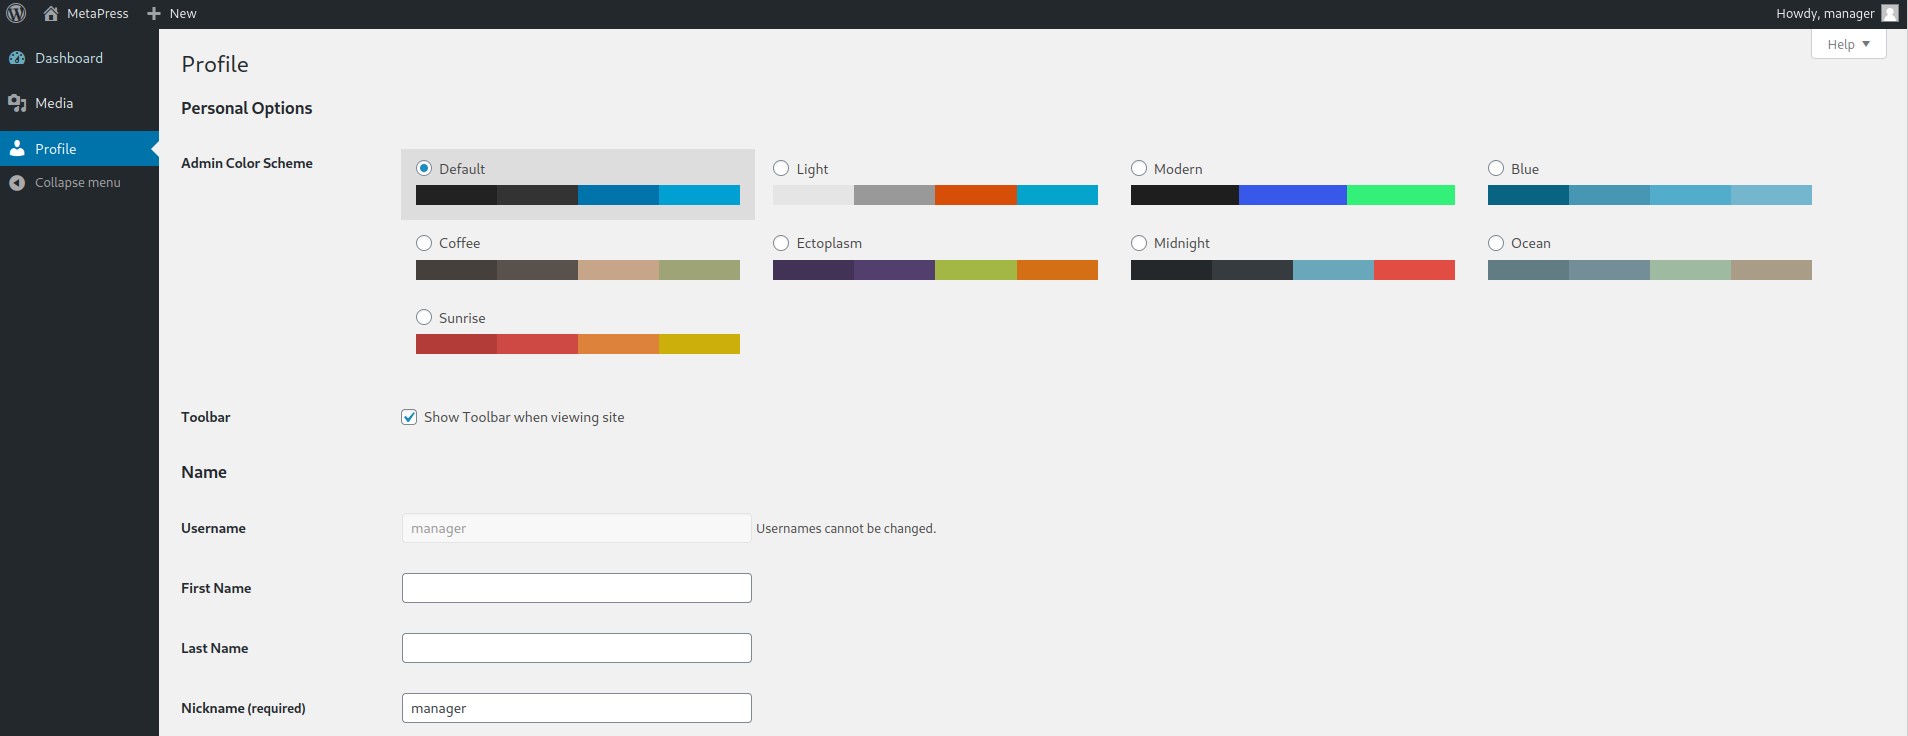 MetaPress New Howdy, manager
Help
Dashboard
Media
Profile
Collapse menu
Profile
Personal Options
Admin Color Scheme
Default Light Modern Blue
Coffee Ectoplasm Midnight Ocean
Sunrise
Toolbar Show Toolbar when viewing site
Name
Username manager Usernames cannot be changed.
First Name
Last Name
Nickname (required) manager